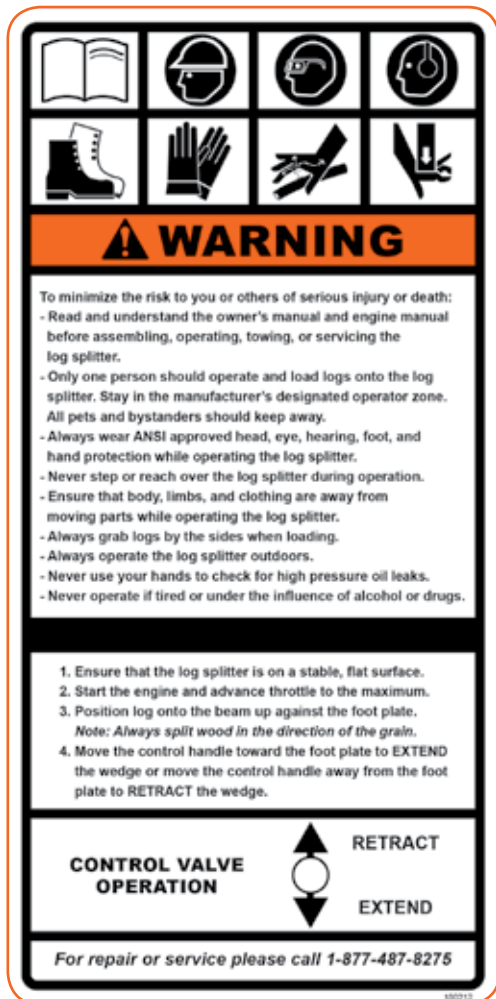 WARNING
To minimize the risk to you or others of serious injury or death:
- Read and understand the owner's manual and engine manual
before assembling, operating, towing, or servicing the
log splitter.
- Only one person should operate and load logs onto the log
splitter. Stay in the manufacturer's designated operator zone.
All pets and bystanders should keep away.
- Always wear ANSI approved head, eye, hearing, foot, and
hand protection while operating the log splitter.
- Never step or reach over the log splitter during operation.
- Ensure that body, limbs, and clothing are away from
moving parts while operating the log splitter.
- Always grab logs by the sides when loading.
- Always operate the log splitter outdoors.
- Never use your hands to check for high pressure oil leaks.
- Never operate if tired or under the influence of alcohol or drugs.
1. Ensure that the log splitter is on a stable, flat surface.
2. Start the engine and advance throttle to the maximum.
3. Position log onto the beam up against the foot plate.
Note: Always split wood in the direction of the grain.
4. Move the control handle toward the foot plate to EXTEND
the wedge or move the control handle away from the foot
plate to RETRACT the wedge.
CONTROL VALVE
OPERATION
RETRACT
EXTEND
For repair or service please call 1-877-487-8275